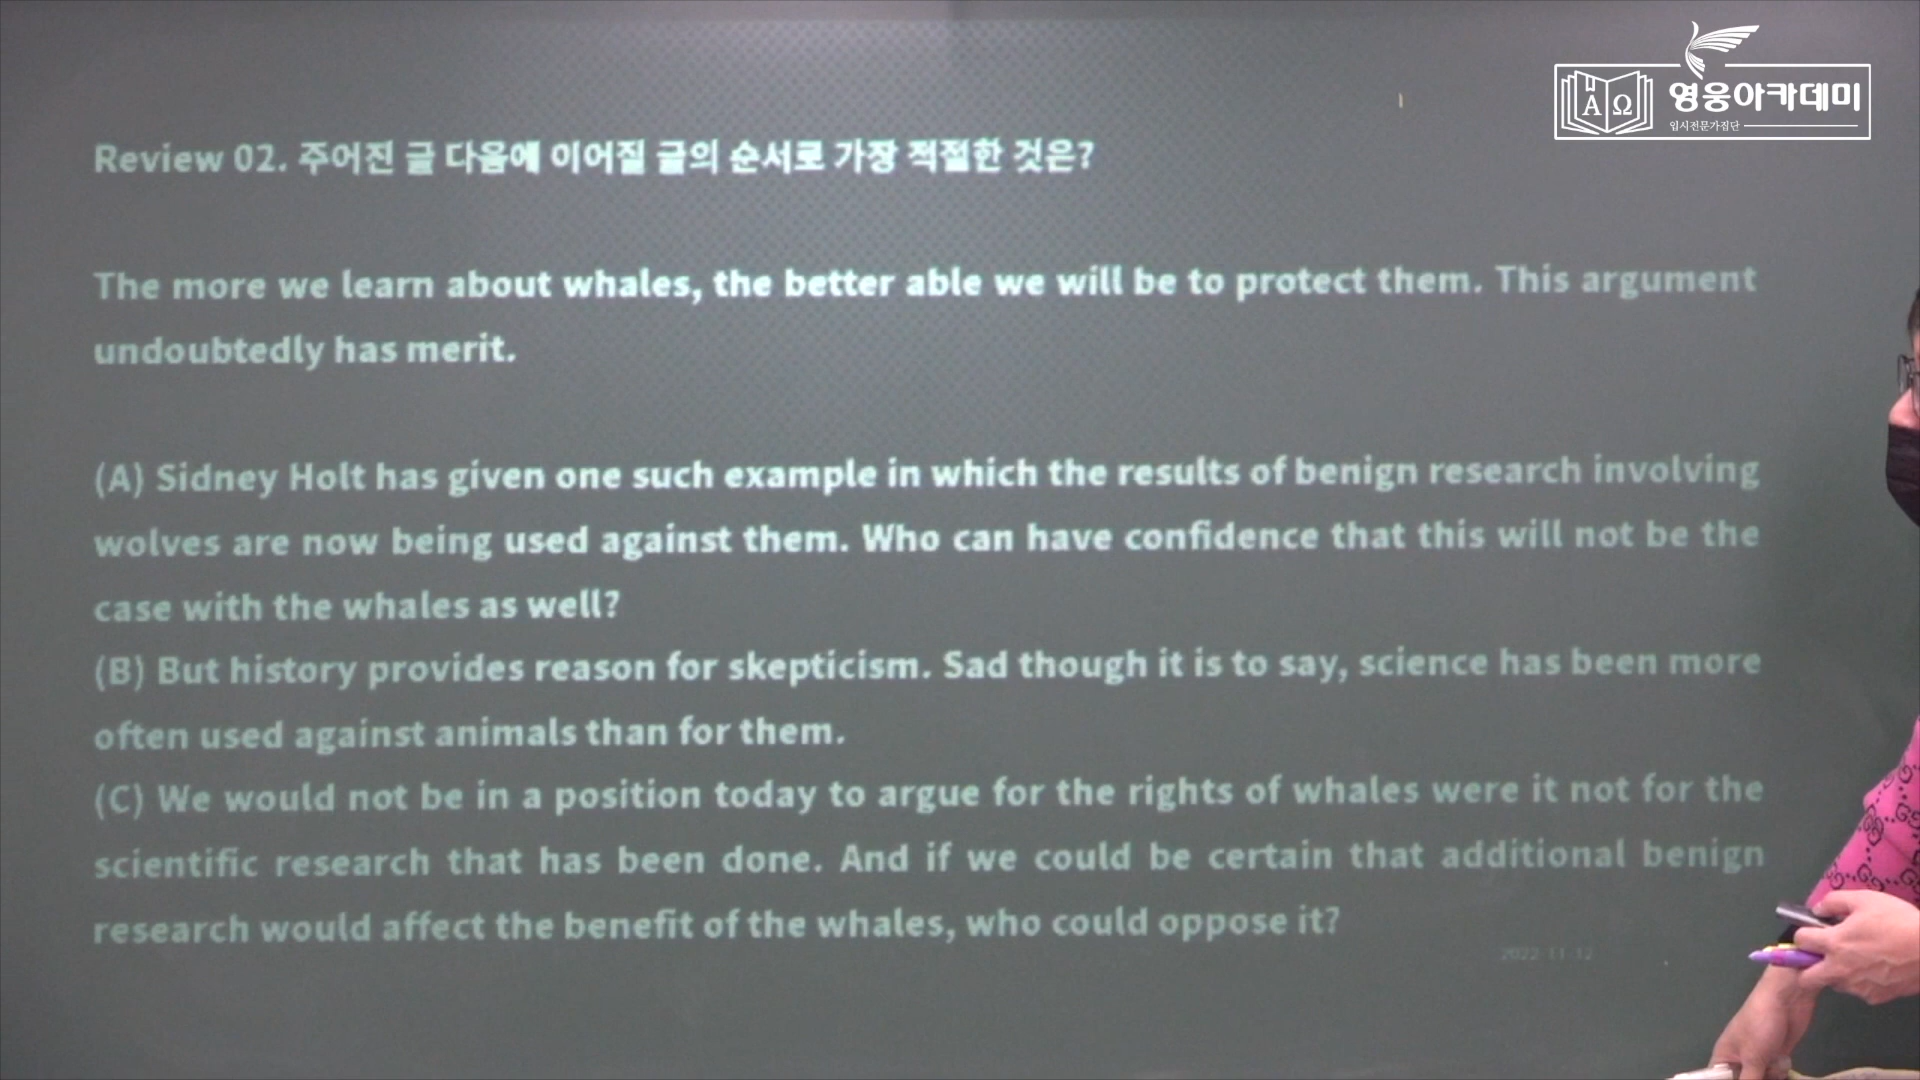 영웅아카데미
입시전문가집단
Review 02. 주어진 글 다음에 이어질 글의 순서로 가장 적절한 것은?
The more we learn about whales, the better able we will be to protect them. This argument
undoubtedly has merit.
(A) Sidney Holt has given one such example in which the results of benign research involving
wolves are now being used against them. Who can have confidence that this will not be the
case with the whales as well?
(B) But history provides reason for skepticism. Sad though it is to say, science has been more
often used against animals than for them.
(C) We would not be in a position today to argue for the rights of whales were it not for the
scientific research that has been done. And if we could be certain that additional benign
research would affect the benefit of the whales, who could oppose it?
2022-11-12